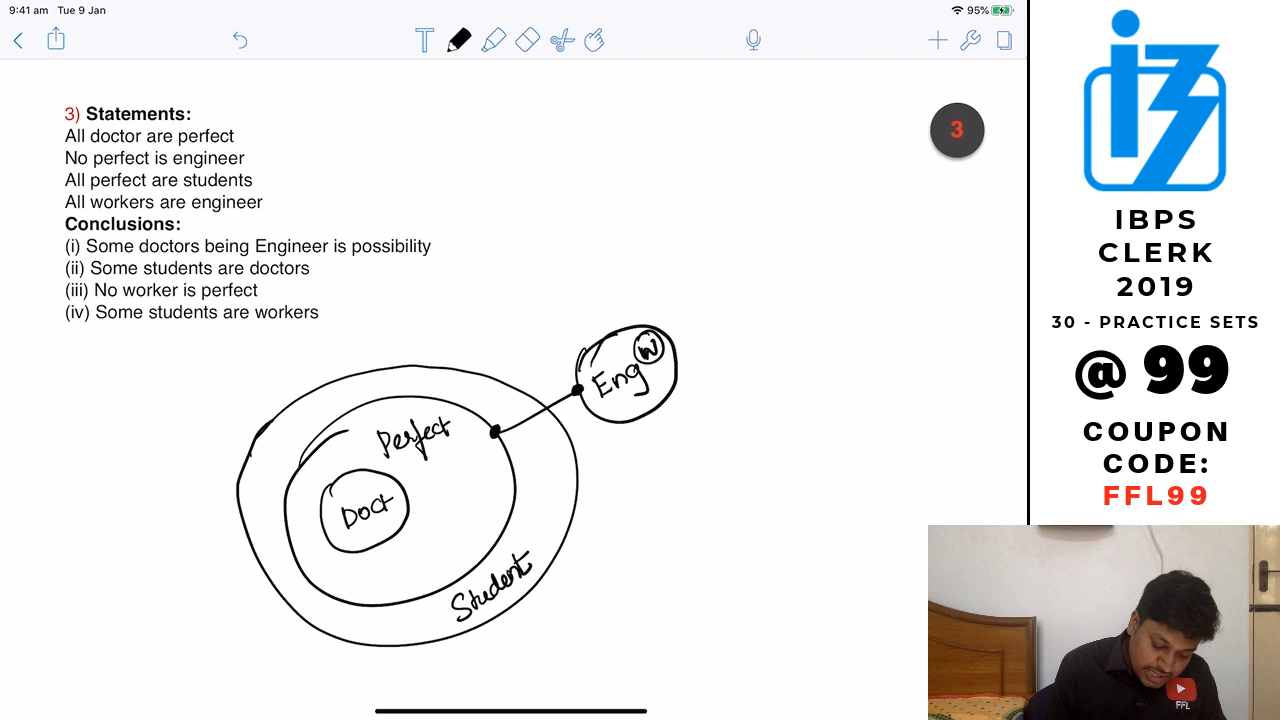 9:41 am Tue 9 Jan
95%
T
3) Statements:
All doctor are perfect
No perfect is engineer
All perfect are students
All workers are engineer
Conclusions:
(i) Some doctors being Engineer is possibility
(ii) Some students are doctors
(iii) No worker is perfect
(iv) Some students are workers
3
W
Eng
Perfect
Doct
Student
IBPS
CLERK
2019
30 - PRACTICE SETS
@ 99
COUPON
CODE:
FFL99
FFL